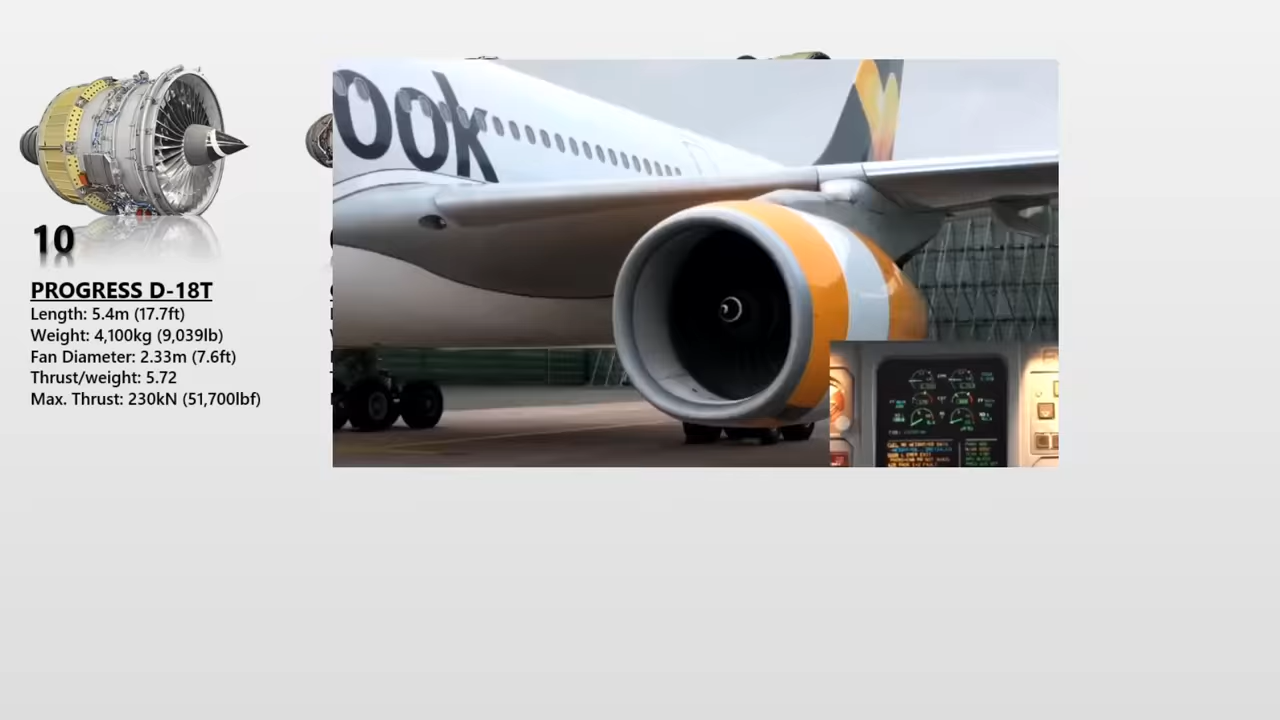 ook
10
PROGRESS D-18T
Length: 5.4m (17.7ft)
Weight: 4,100kg (9,039lb)
Fan Diameter: 2.33m (7.6ft)
Thrust/weight: 5.72
Max. Thrust: 230kN (51,700lbf)